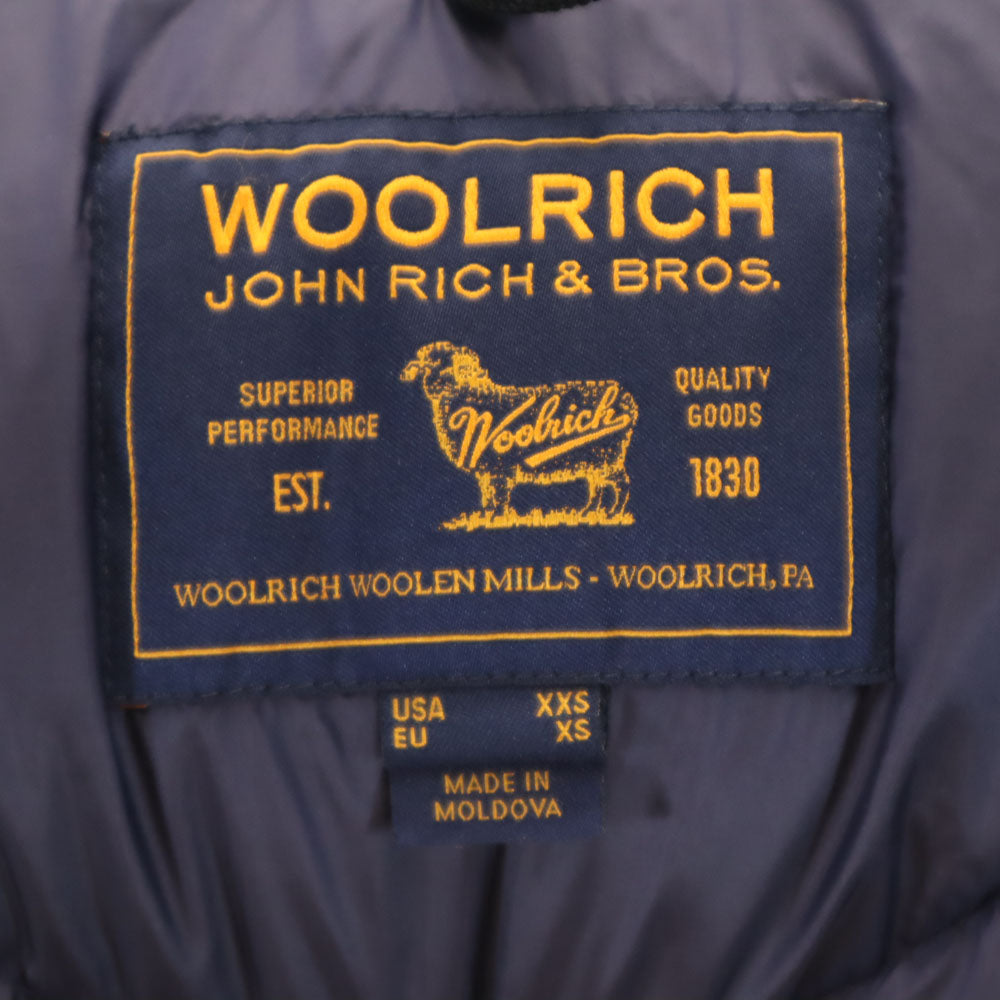 WOOLRICH
JOHN RICH & BROS.
SUPERIOR
PERFORMANCE
EST.
Woolrich
QUALITY
GOODS
1830
WOOLRICH WOOLEN MILLS - WOOLRICH, PA
USA XXS
EU XS
MADE IN
MOLDOVA